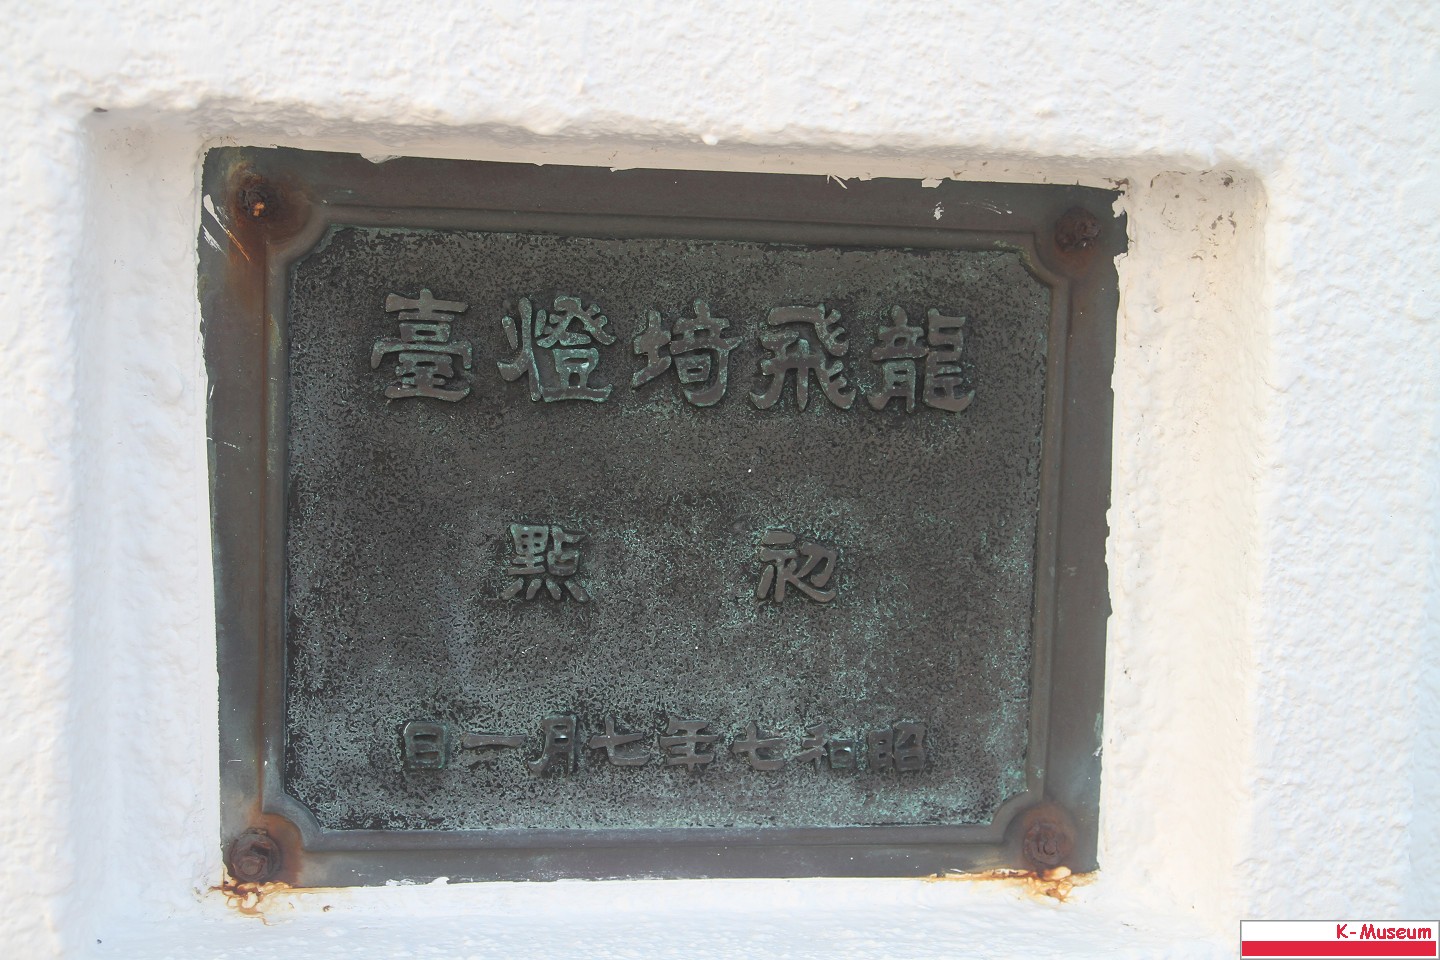 龍飛埼燈臺
初點
昭和七年七月一日
K-Museum